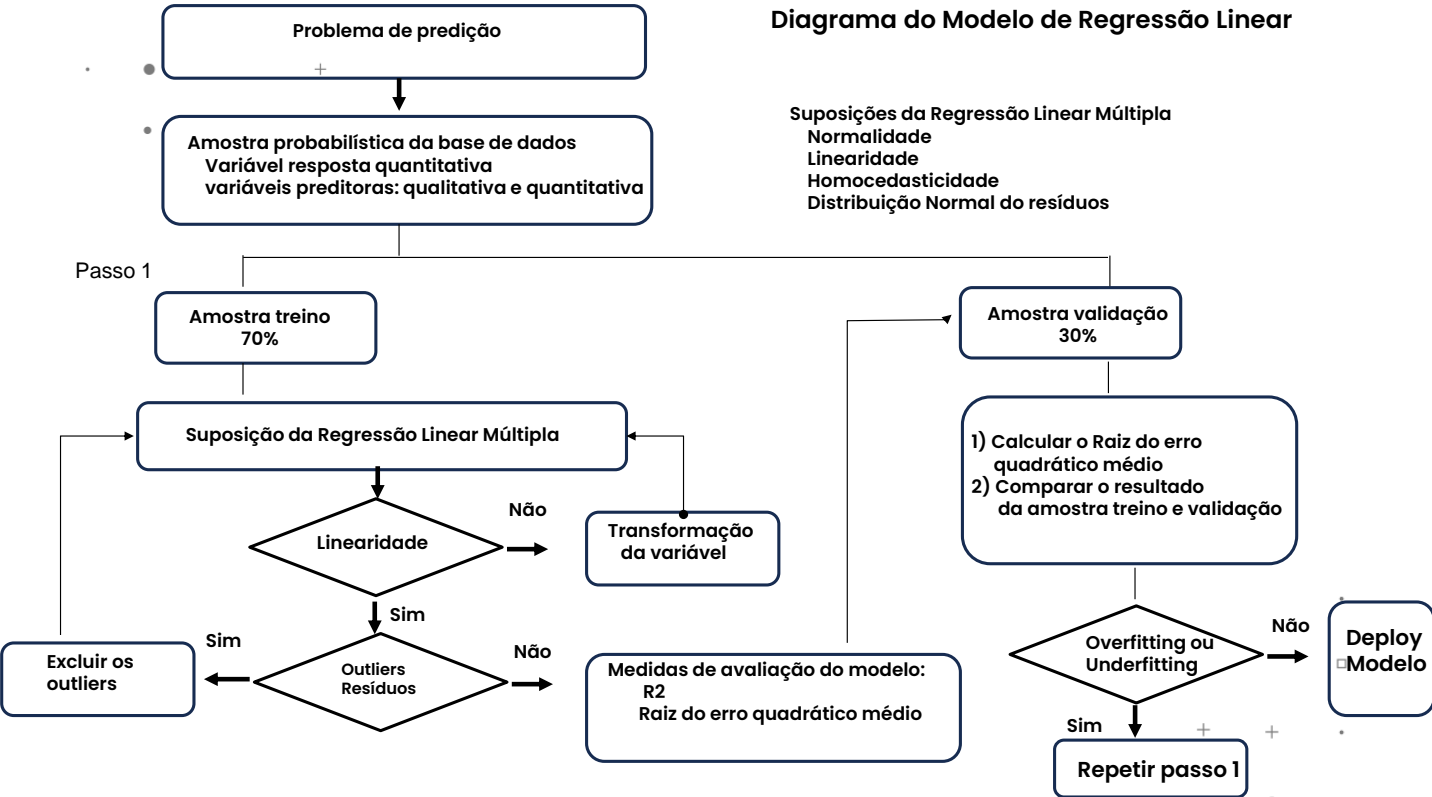 Diagrama do Modelo de Regressão Linear
Problema de predição
Amostra probabilística da base de dados
Variável resposta quantitativa
variáveis preditoras: qualitativa e quantitativa
Suposições da Regressão Linear Múltipla
Normalidade
Linearidade
Homocedasticidade
Distribuição Normal do resíduos
Passo 1
Amostra treino
70%
Amostra validação
30%
Suposição da Regressão Linear Múltipla
Linearidade
Não
Transformação
da variável
Sim
Outliers
Resíduos
Sim
Excluir os
outliers
Não
Medidas de avaliação do modelo:
R2
Raiz do erro quadrático médio
1) Calcular o Raiz do erro
quadrático médio
2) Comparar o resultado
da amostra treino e validação
Overfitting ou
Underfitting
Não
Deploy
Modelo
Sim
Repetir passo 1